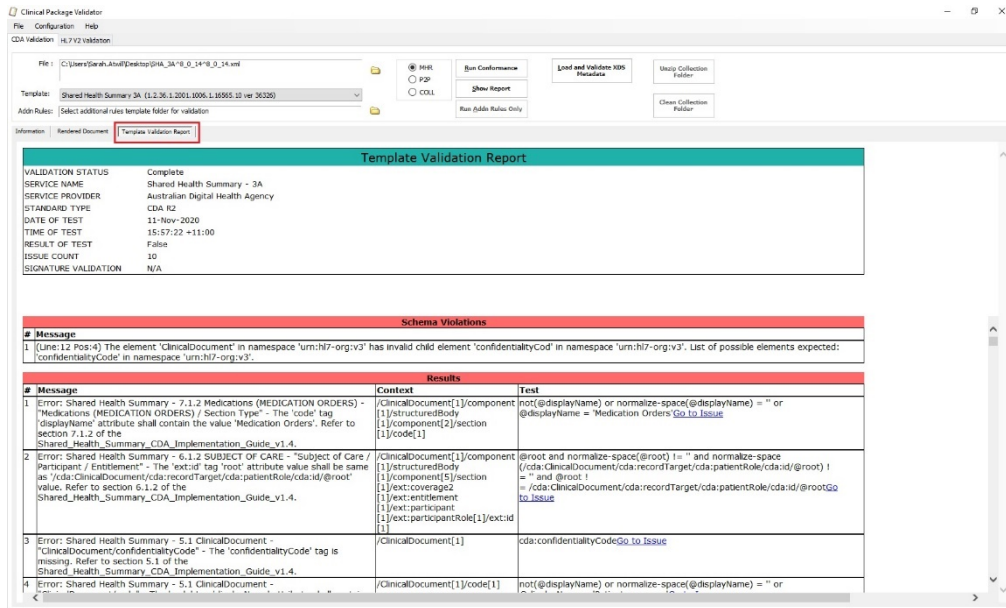 Clinical Package Validator
File Configuration Help
CDA Validation HL7 V2 Validation
File : C:\Users\Sarah.Atwill\Desktop\SHA_3A^8_0_14^8_0_14.xml
MHR
P2P
COLL
Run Conformance
Show Report
Run Addn Rules Only
Load and Validate XDS
Metadata
Unzip Collection
Folder
Clean Collection
Folder
Template: Shared Health Summary 3A (1.2.36.1.2001.1006.1.16565.10 ver 36326)
Addn Rules: Select additional rules template folder for validation
Information Rendered Document Template Validation Report
Template Validation Report
VALIDATION STATUS Complete
SERVICE NAME Shared Health Summary - 3A
SERVICE PROVIDER Australian Digital Health Agency
STANDARD TYPE CDA R2
DATE OF TEST 11-Nov-2020
TIME OF TEST 15:57:22 +11:00
RESULT OF TEST False
ISSUE COUNT 10
SIGNATURE VALIDATION N/A
Schema Violations
# Message
1 (Line:12 Pos:4) The element 'ClinicalDocument' in namespace 'urn:hl7-org:v3' has invalid child element 'confidentialityCod' in namespace 'urn:hl7-org:v3'. List of possible elements expected:
'confidentialityCode' in namespace 'urn:hl7-org:v3'.
Results
# Message Context Test
1 Error: Shared Health Summary - 7.1.2 Medications (MEDICATION ORDERS) -
"Medications (MEDICATION ORDERS) / Section Type" - The 'code' tag
'displayName' attribute shall contain the value 'Medication Orders'. Refer to
section 7.1.2 of the
Shared_Health_Summary_CDA_Implementation_Guide_v1.4.
/ClinicalDocument[1]/component
[1]/structuredBody
[1]/component[2]/section
[1]/code[1]
not(@displayName) or normalize-space(@displayName) = '' or
@displayName = 'Medication Orders'Go to Issue
2 Error: Shared Health Summary - 6.1.2 SUBJECT OF CARE - "Subject of Care /
Participant / Entitlement" - The 'ext:id' tag 'root' attribute value shall be same
as '/cda:ClinicalDocument/cda:recordTarget/cda:patientRole/cda:id/@root'
value. Refer to section 6.1.2 of the
Shared_Health_Summary_CDA_Implementation_Guide_v1.4.
/ClinicalDocument[1]/component
[1]/structuredBody
[1]/component[5]/section
[1]/ext:coverage2
[1]/ext:entitlement
[1]/ext:participant
[1]/ext:participantRole[1]/ext:id
[1]
@root and normalize-space(@root) != '' and normalize-space
(/cda:ClinicalDocument/cda:recordTarget/cda:patientRole/cda:id/@root) !
= '' and @root !
= /cda:ClinicalDocument/cda:recordTarget/cda:patientRole/cda:id/@rootGo
to Issue
3 Error: Shared Health Summary - 5.1 ClinicalDocument -
"ClinicalDocument/confidentialityCode" - The 'confidentialityCode' tag is
missing. Refer to section 5.1 of the
Shared_Health_Summary_CDA_Implementation_Guide_v1.4.
/ClinicalDocument[1]
cda:confidentialityCodeGo to Issue
4 Error: Shared Health Summary - 5.1 ClinicalDocument -
/ClinicalDocument[1]/code[1]
not(@displayName) or normalize-space(@displayName) = '' or